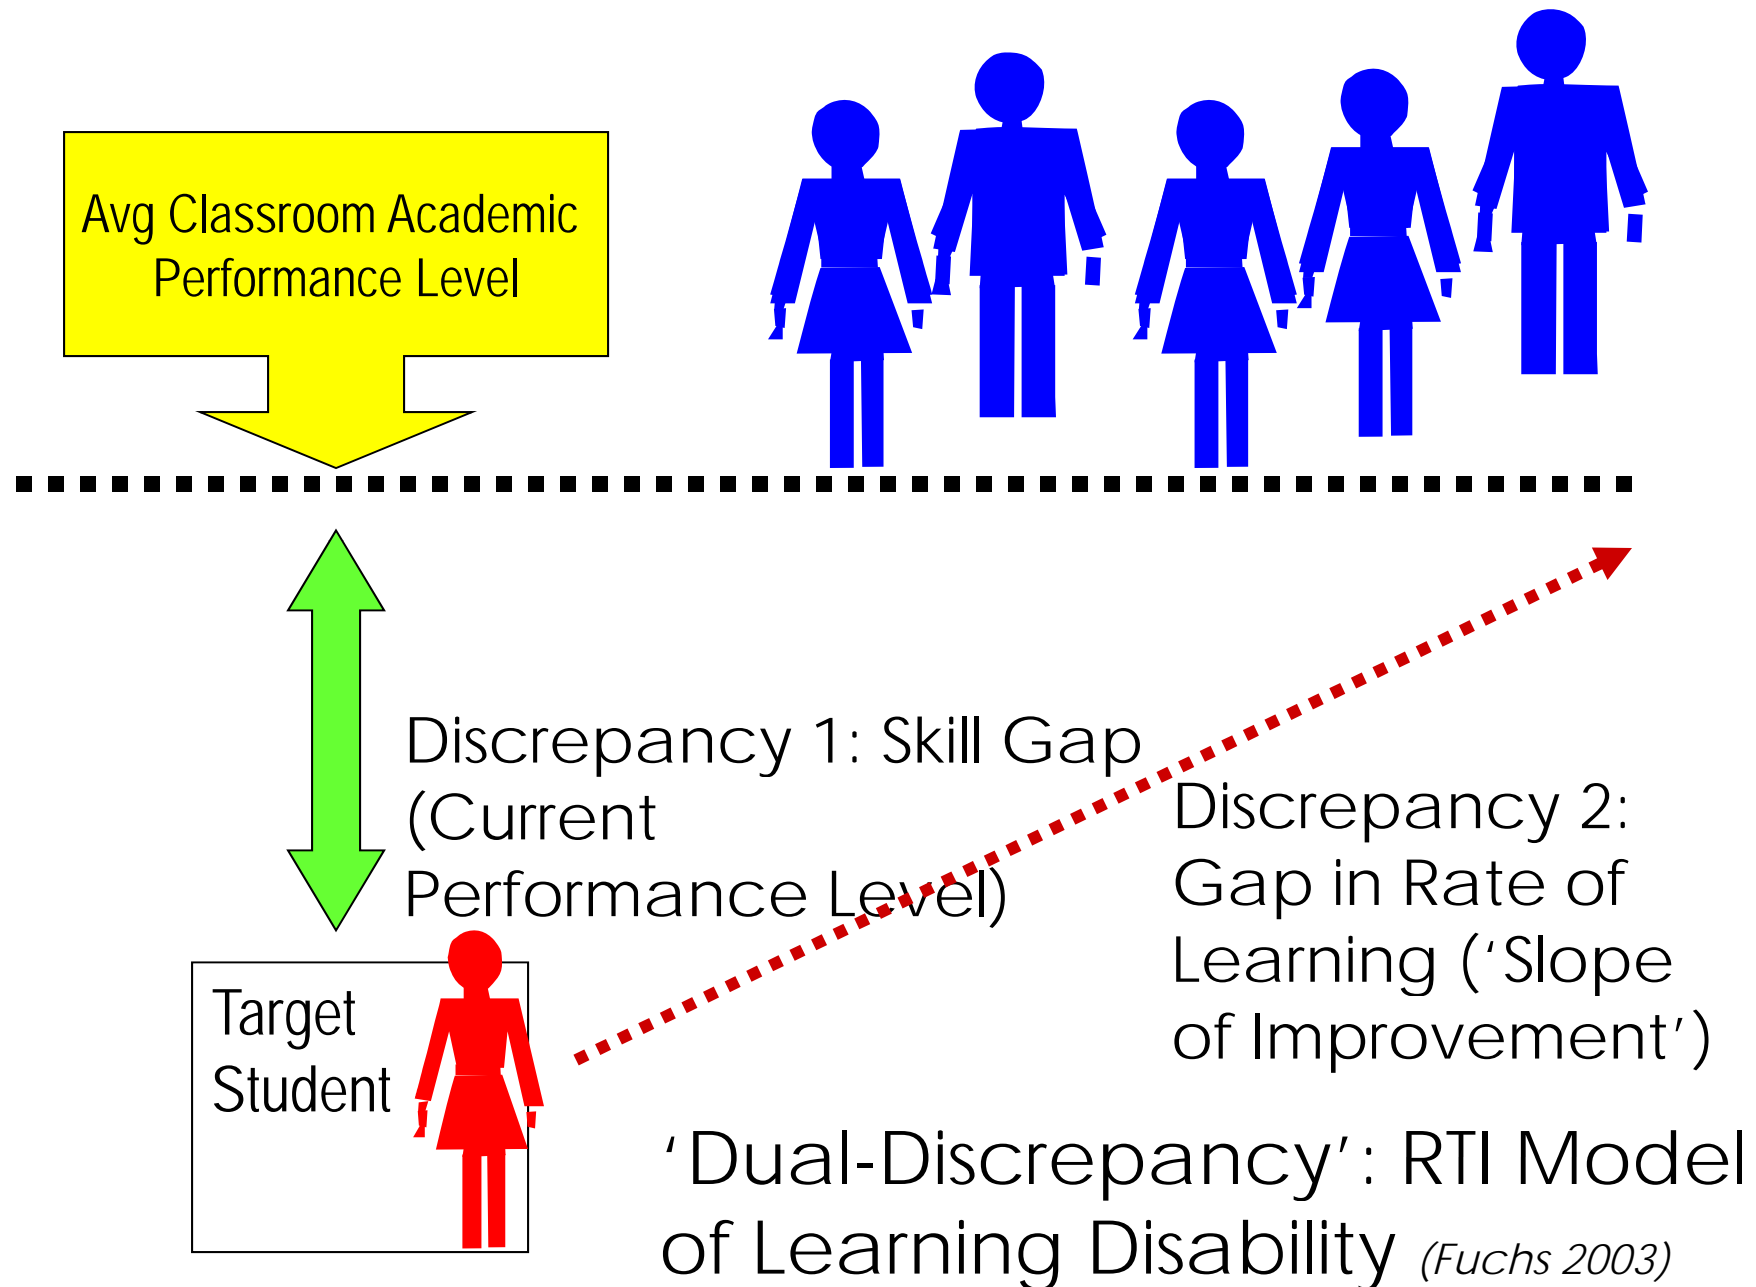 Avg Classroom Academic
Performance Level
Discrepancy 1: Skill Gap
(Current
Performance Level)
Discrepancy 2:
Gap in Rate of
Learning (‘Slope
of Improvement’)
Target
Student
‘Dual-Discrepancy’: RTI Model
of Learning Disability (Fuchs 2003)